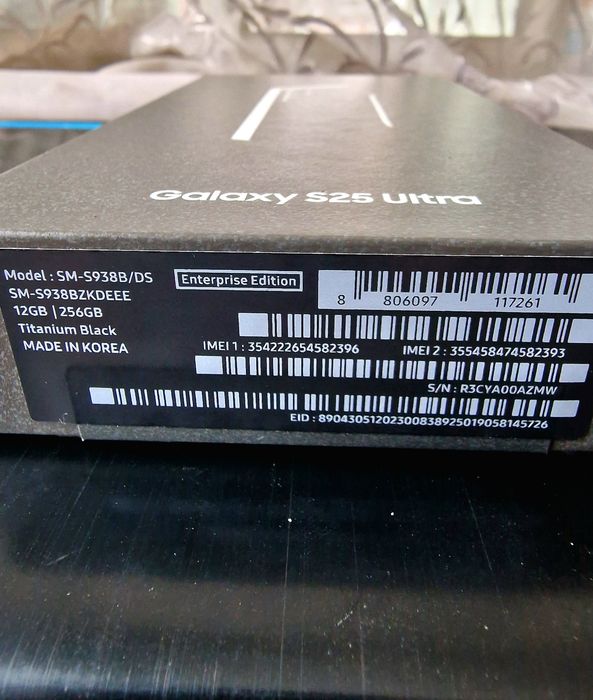 Galaxy S25 Ultra
Model : SM-S938B/DS
SM-S938BZKDEEE
12GB | 256GB
Titanium Black
MADE IN KOREA
Enterprise Edition
8 806097 117261
IMEI 1 : 354222654582396 IMEI 2 : 355458474582393
S/N : R3CYA00AZMW
EID : 89043051202300838925019058145726